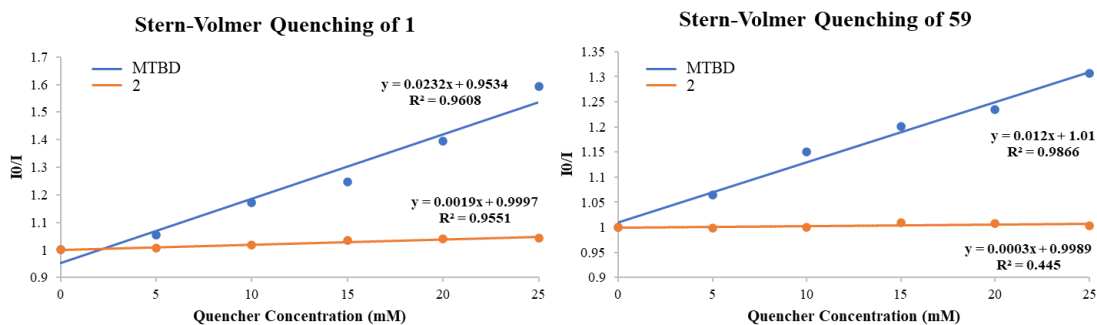 Stern-Volmer Quenching of 1
1.7
1.6
1.5
1.4
1.3
1.2
1.1
1
0.9
I0/I
MTBD
2
y = 0.0232x + 0.9534
R² = 0.9608
y = 0.0019x + 0.9997
R² = 0.9551
0 5 10 15 20 25
Quencher Concentration (mM)
Stern-Volmer Quenching of 59
1.35
1.3
1.25
1.2
1.15
1.1
1.05
1
0.95
0.9
I0/I
MTBD
2
y = 0.012x + 1.01
R² = 0.9866
y = 0.0003x + 0.9989
R² = 0.445
0 5 10 15 20 25
Quencher Concentration (mM)